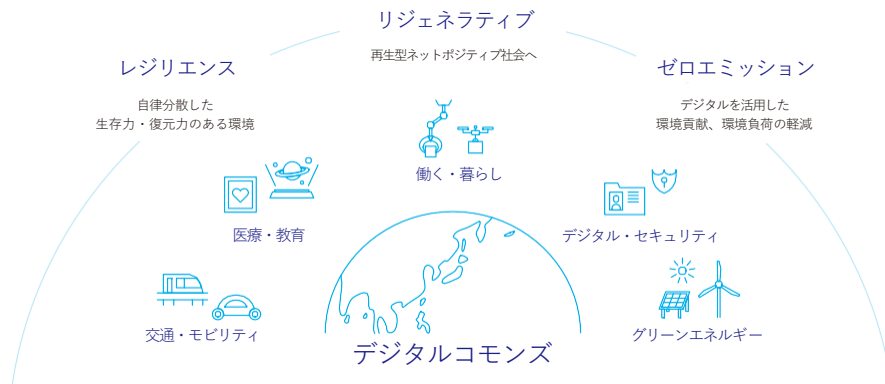 リジェネラティブ
再生型ネットポジティブ社会へ
レジリエンス
自律分散した
生存力・復元力のある環境
ゼロエミッション
デジタルを活用した
環境貢献、環境負荷の軽減
働く・暮らし
医療・教育
デジタル・セキュリティ
交通・モビリティ
グリーンエネルギー
デジタルコモンズ